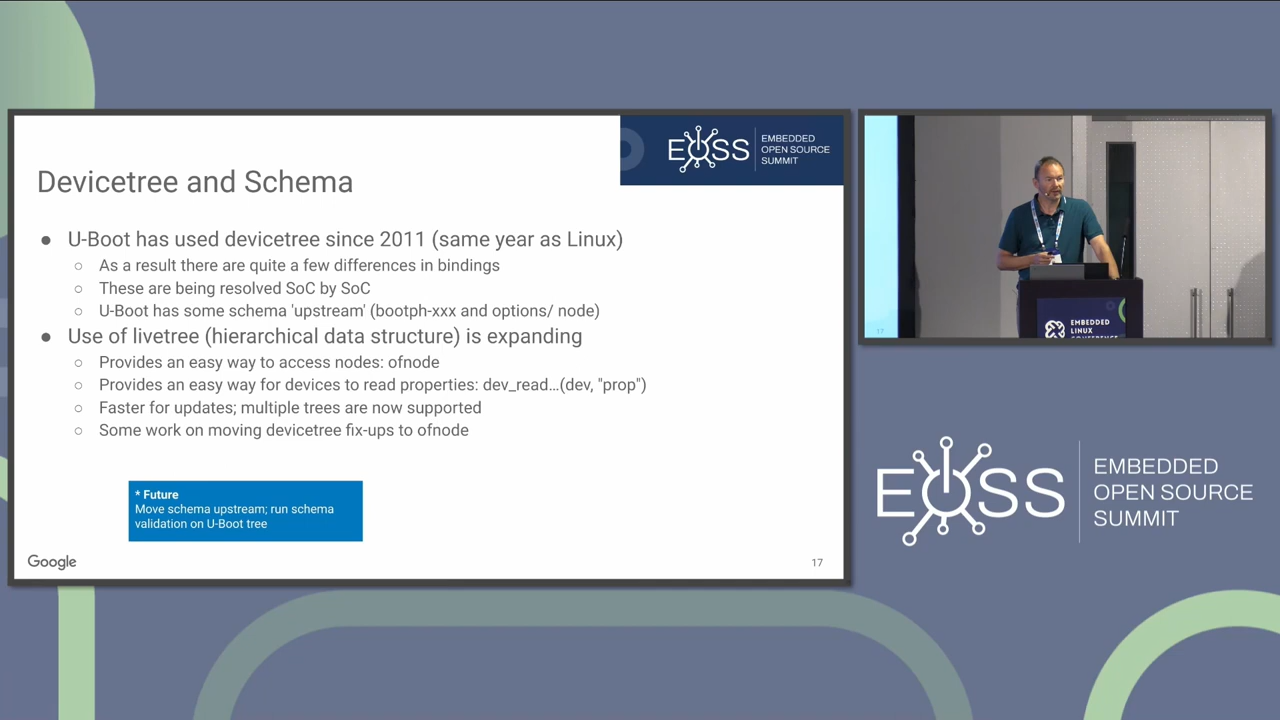 EOSS
EMBEDDED
OPEN SOURCE
SUMMIT
Devicetree and Schema
● U-Boot has used devicetree since 2011 (same year as Linux)
○ As a result there are quite a few differences in bindings
○ These are being resolved SoC by SoC
○ U-Boot has some schema 'upstream' (bootph-xxx and options/ node)
● Use of livetree (hierarchical data structure) is expanding
○ Provides an easy way to access nodes: ofnode
○ Provides an easy way for devices to read properties: dev_read…(dev, "prop")
○ Faster for updates; multiple trees are now supported
○ Some work on moving devicetree fix-ups to ofnode
* Future
Move schema upstream; run schema
validation on U-Boot tree
Google
17
17
EMBEDDED
LINUX
CONFERENCE
EOSS
EMBEDDED
OPEN SOURCE
SUMMIT